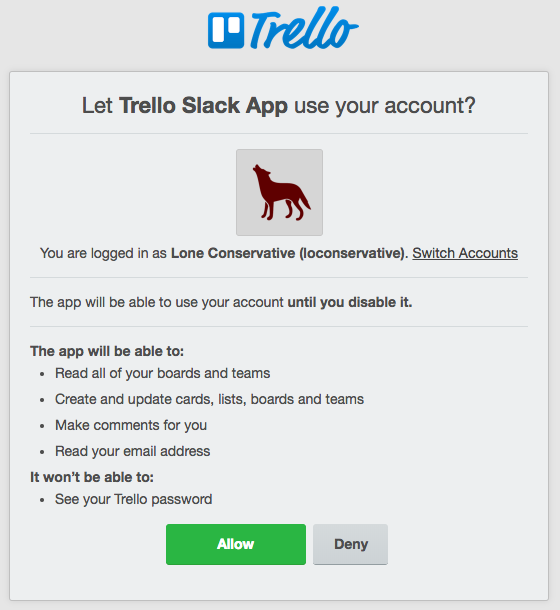 Trello
Let Trello Slack App use your account?
You are logged in as Lone Conservative (loconservative). Switch Accounts
The app will be able to use your account until you disable it.
The app will be able to:
• Read all of your boards and teams
• Create and update cards, lists, boards and teams
• Make comments for you
• Read your email address
It won’t be able to:
• See your Trello password
Allow Deny